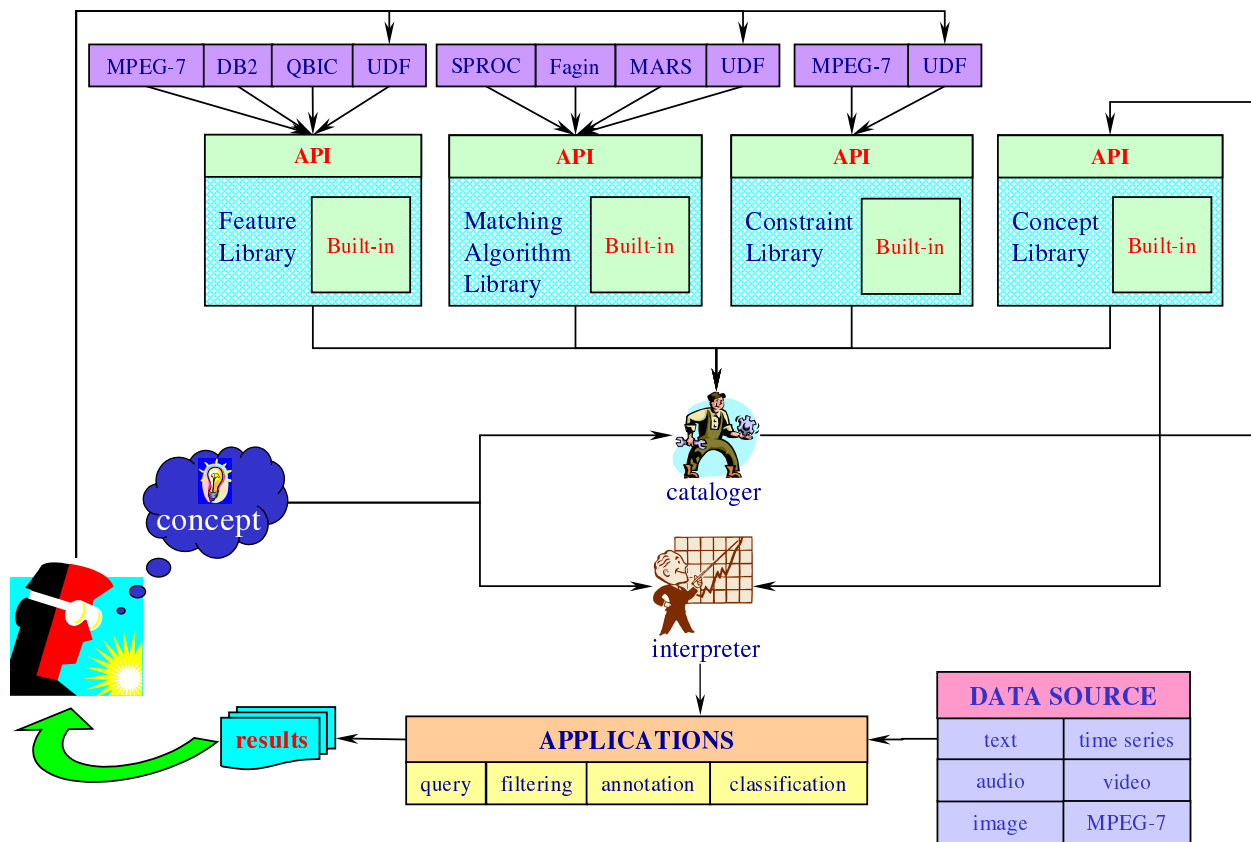 MPEG-7 DB2 QBIC UDF SPROC Fagin MARS UDF MPEG-7 UDF
API API API API
Feature
Library
Built-in
Matching
Algorithm
Library
Built-in
Constraint
Library
Built-in
Concept
Library
Built-in
cataloger
concept
interpreter
results
APPLICATIONS
query filtering annotation classification
DATA SOURCE
text time series
audio video
image MPEG-7